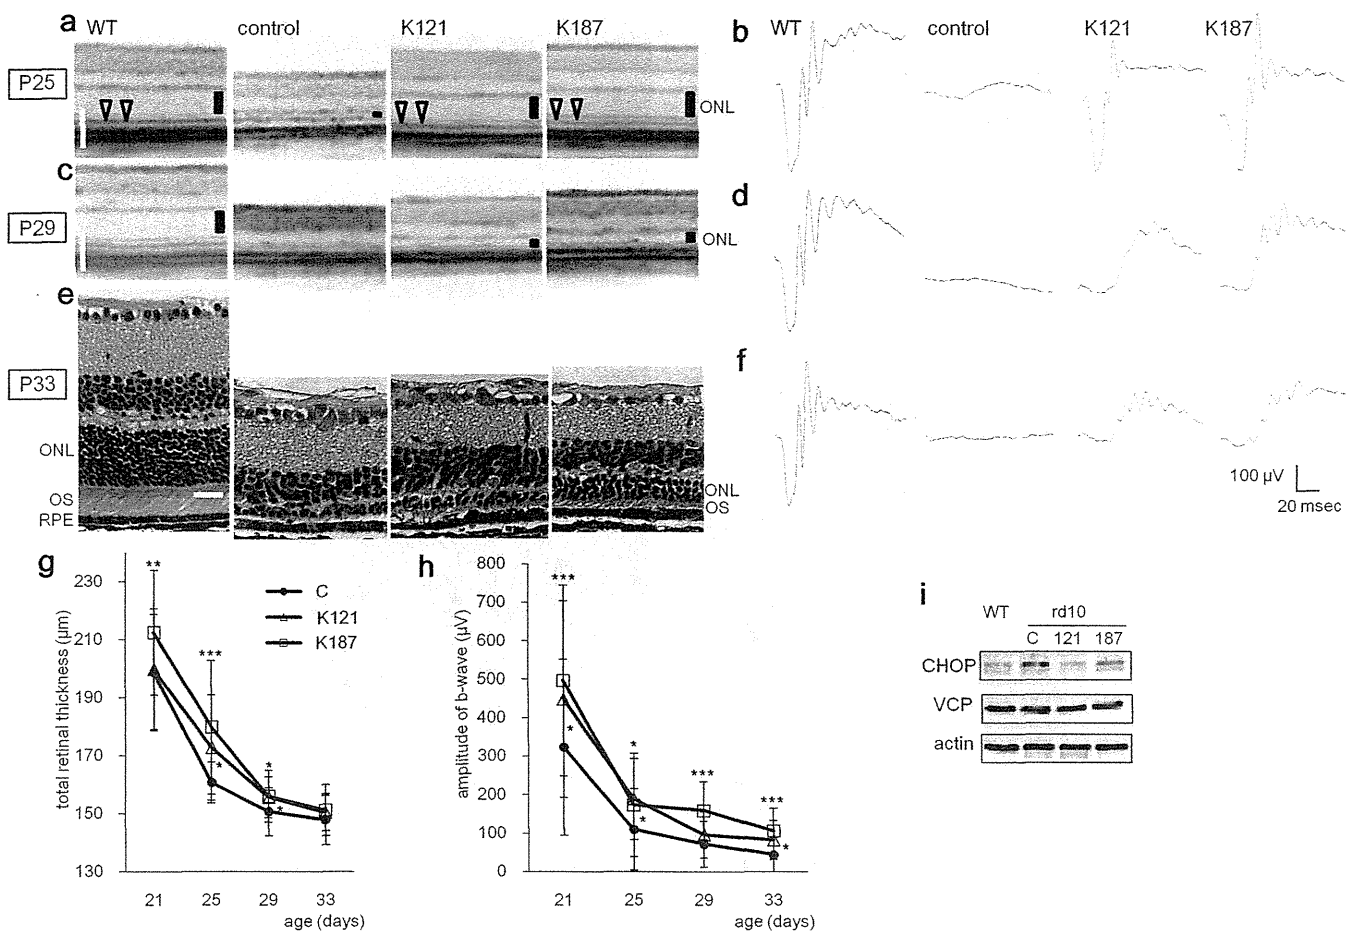 a
WT
control
K121
K187
b
WT
control
K121
K187
P25
ONL
c
P29
ONL
d
e
P33
ONL
OS
RPE
ONL
OS
f
100 µV
20 msec
g
total retinal thickness (µm)
230
210
190
170
150
130
21
25
29
33
age (days)
**
***
*
*
*
C
K121
K187
h
amplitude of b-wave (µV)
800
700
600
500
400
300
200
100
0
21
25
29
33
age (days)
***
*
*
*
***
***
*
i
WT
rd10
C
121
187
CHOP
VCP
actin